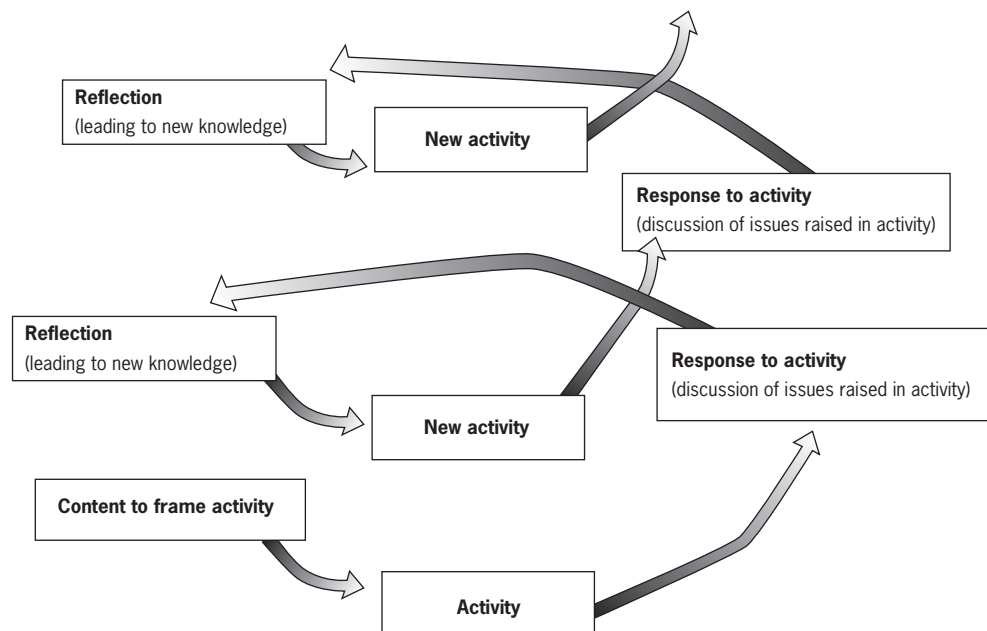 Reflection
(leading to new knowledge)
New activity
Response to activity
(discussion of issues raised in activity)
Reflection
(leading to new knowledge)
Response to activity
(discussion of issues raised in activity)
New activity
Content to frame activity
Activity